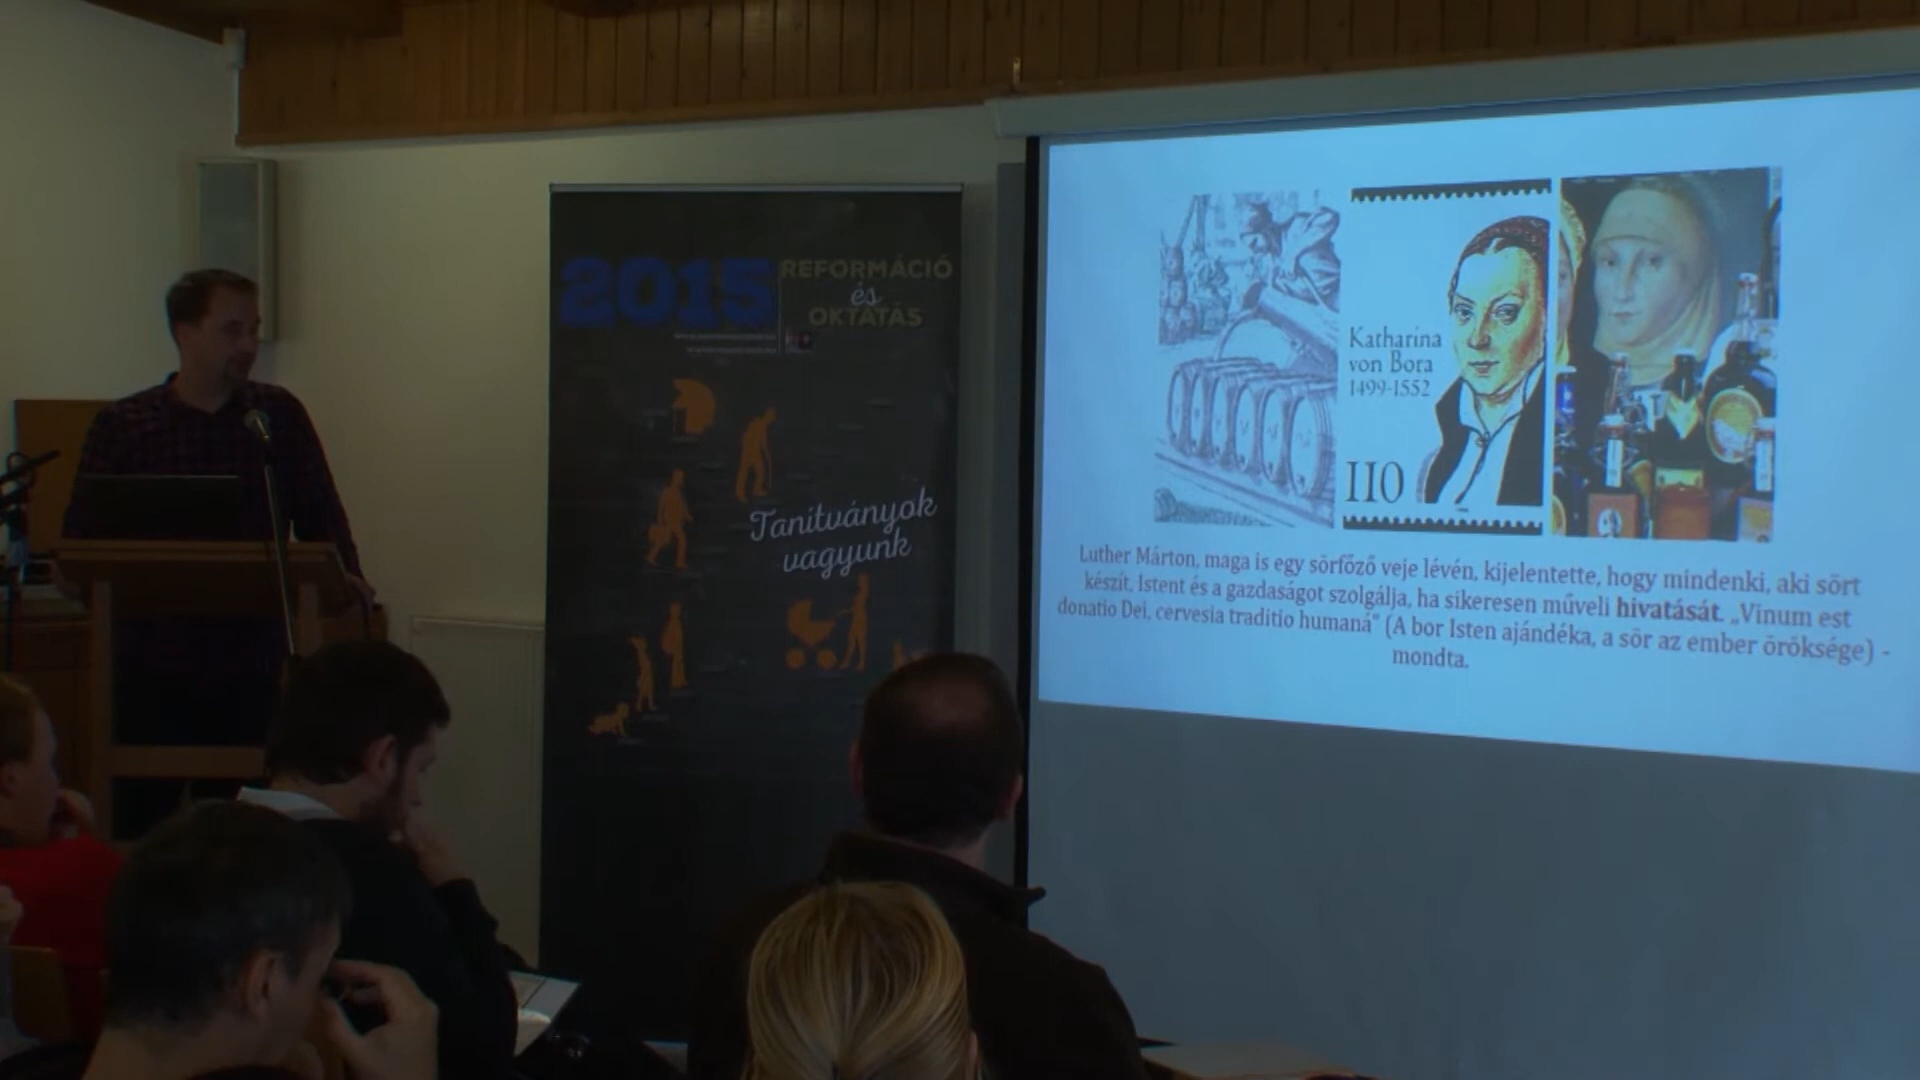 2015
REFORMÁCIÓ
és
OKTATÁS
Tanítványok
vagyunk
Katharina
von Bora
1499-1552
110
Luther Márton, maga is egy sörfőző veje lévén, kijelentette, hogy mindenki, aki sört
készít, Istent és a gazdaságot szolgálja, ha sikeresen műveli hivatását. „Vinum est
donatio Dei, cervesia traditio humana" (A bor Isten ajándéka, a sör az ember öröksége) -
mondta.